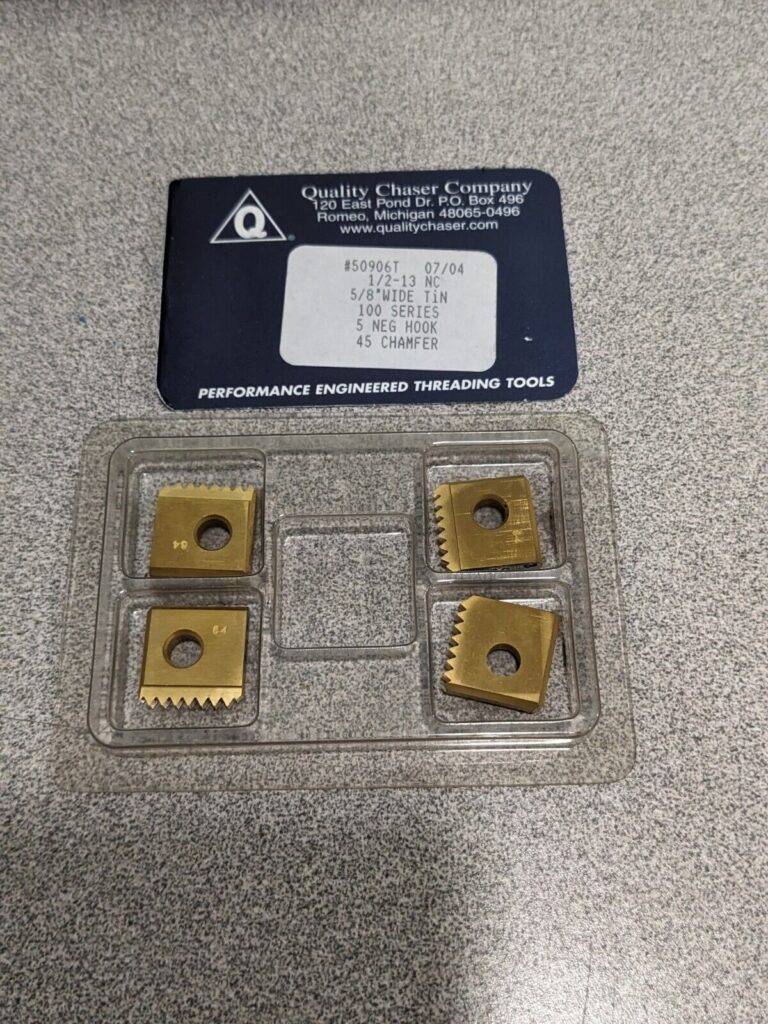 Q
Quality Chaser Company
120 East Pond Dr. P.O. Box 496
Romeo, Michigan 48065-0496
www.qualitychaser.com
#50906T 07/04
1/2-13 NC
5/8"WIDE TiN
100 SERIES
5 NEG HOOK
45 CHAMFER
PERFORMANCE ENGINEERED THREADING TOOLS